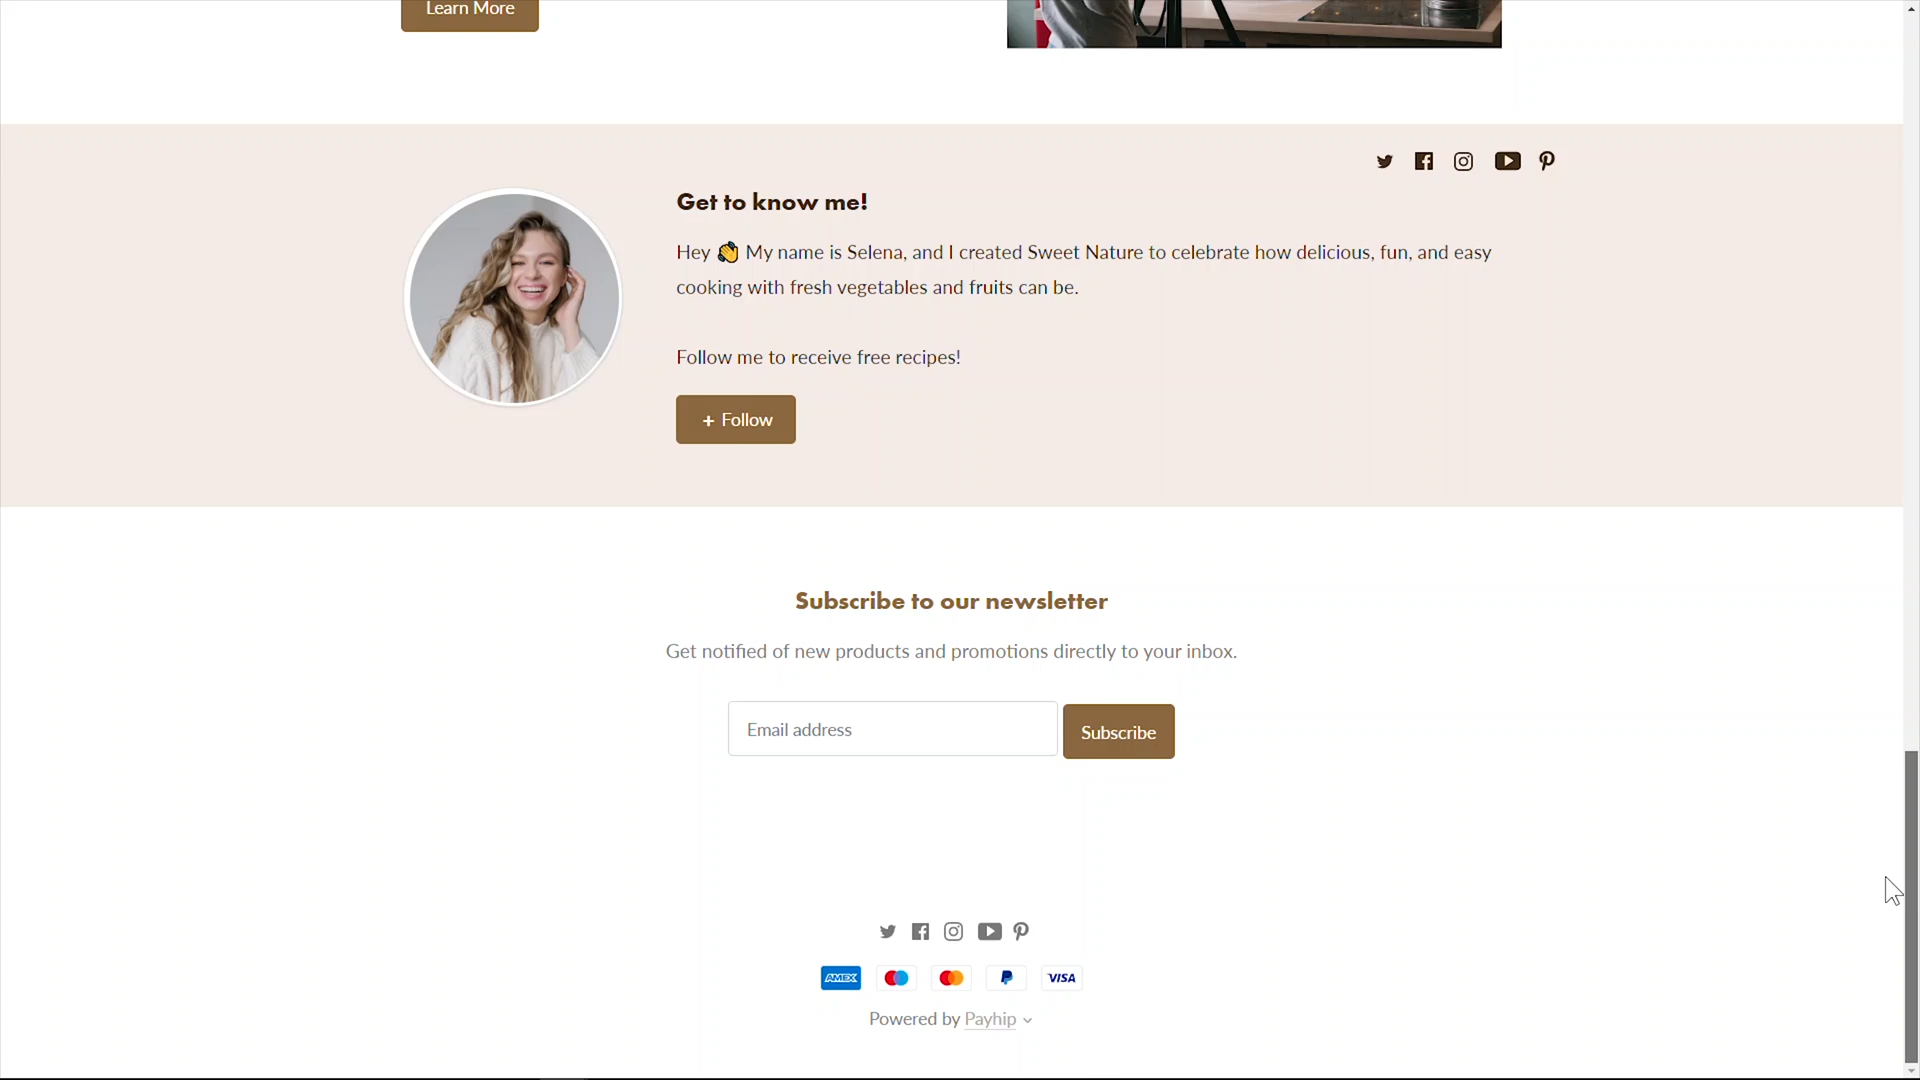 Learn More
Get to know me!
Hey 👏 My name is Selena, and I created Sweet Nature to celebrate how delicious, fun, and easy
cooking with fresh vegetables and fruits can be.
Follow me to receive free recipes!
+ Follow
Subscribe to our newsletter
Get notified of new products and promotions directly to your inbox.
Email address
Subscribe
AMEX VISA
Powered by Payhip